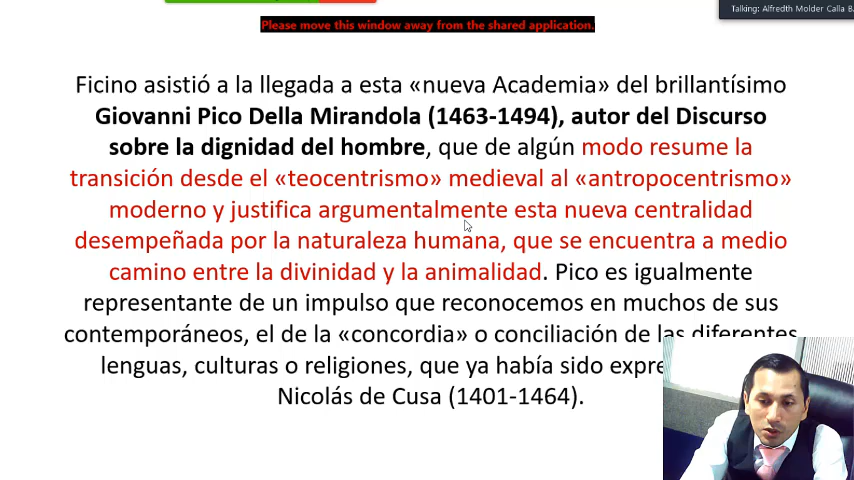 Please move this window away from the shared application.
Talking: Alfredth Molder Calla B.
Ficino asistió a la llegada a esta «nueva Academia» del brillantísimo
Giovanni Pico Della Mirandola (1463-1494), autor del Discurso
sobre la dignidad del hombre, que de algún modo resume la
transición desde el «teocentrismo» medieval al «antropocentrismo»
moderno y justifica argumentalmente esta nueva centralidad
desempeñada por la naturaleza humana, que se encuentra a medio
camino entre la divinidad y la animalidad. Pico es igualmente
representante de un impulso que reconocemos en muchos de sus
contemporáneos, el de la «concordia» o conciliación de las diferentes
lenguas, culturas o religiones, que ya había sido expre
Nicolás de Cusa (1401-1464).